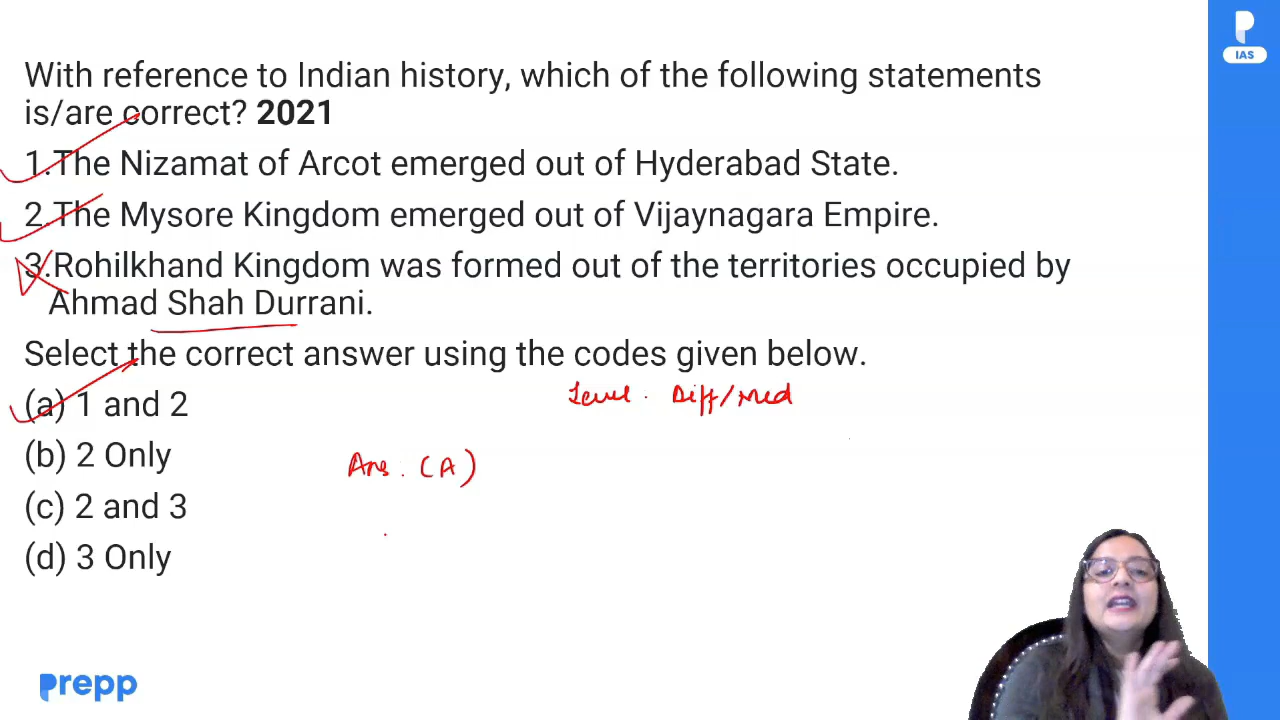 With reference to Indian history, which of the following statements
is/are correct? 2021
1.The Nizamat of Arcot emerged out of Hyderabad State.
2.The Mysore Kingdom emerged out of Vijaynagara Empire.
3.Rohilkhand Kingdom was formed out of the territories occupied by
Ahmad Shah Durrani.
Select the correct answer using the codes given below.
(a) 1 and 2
Level. Diff/Med
(b) 2 Only
Ans. (A)
(c) 2 and 3
(d) 3 Only
prepp
IAS